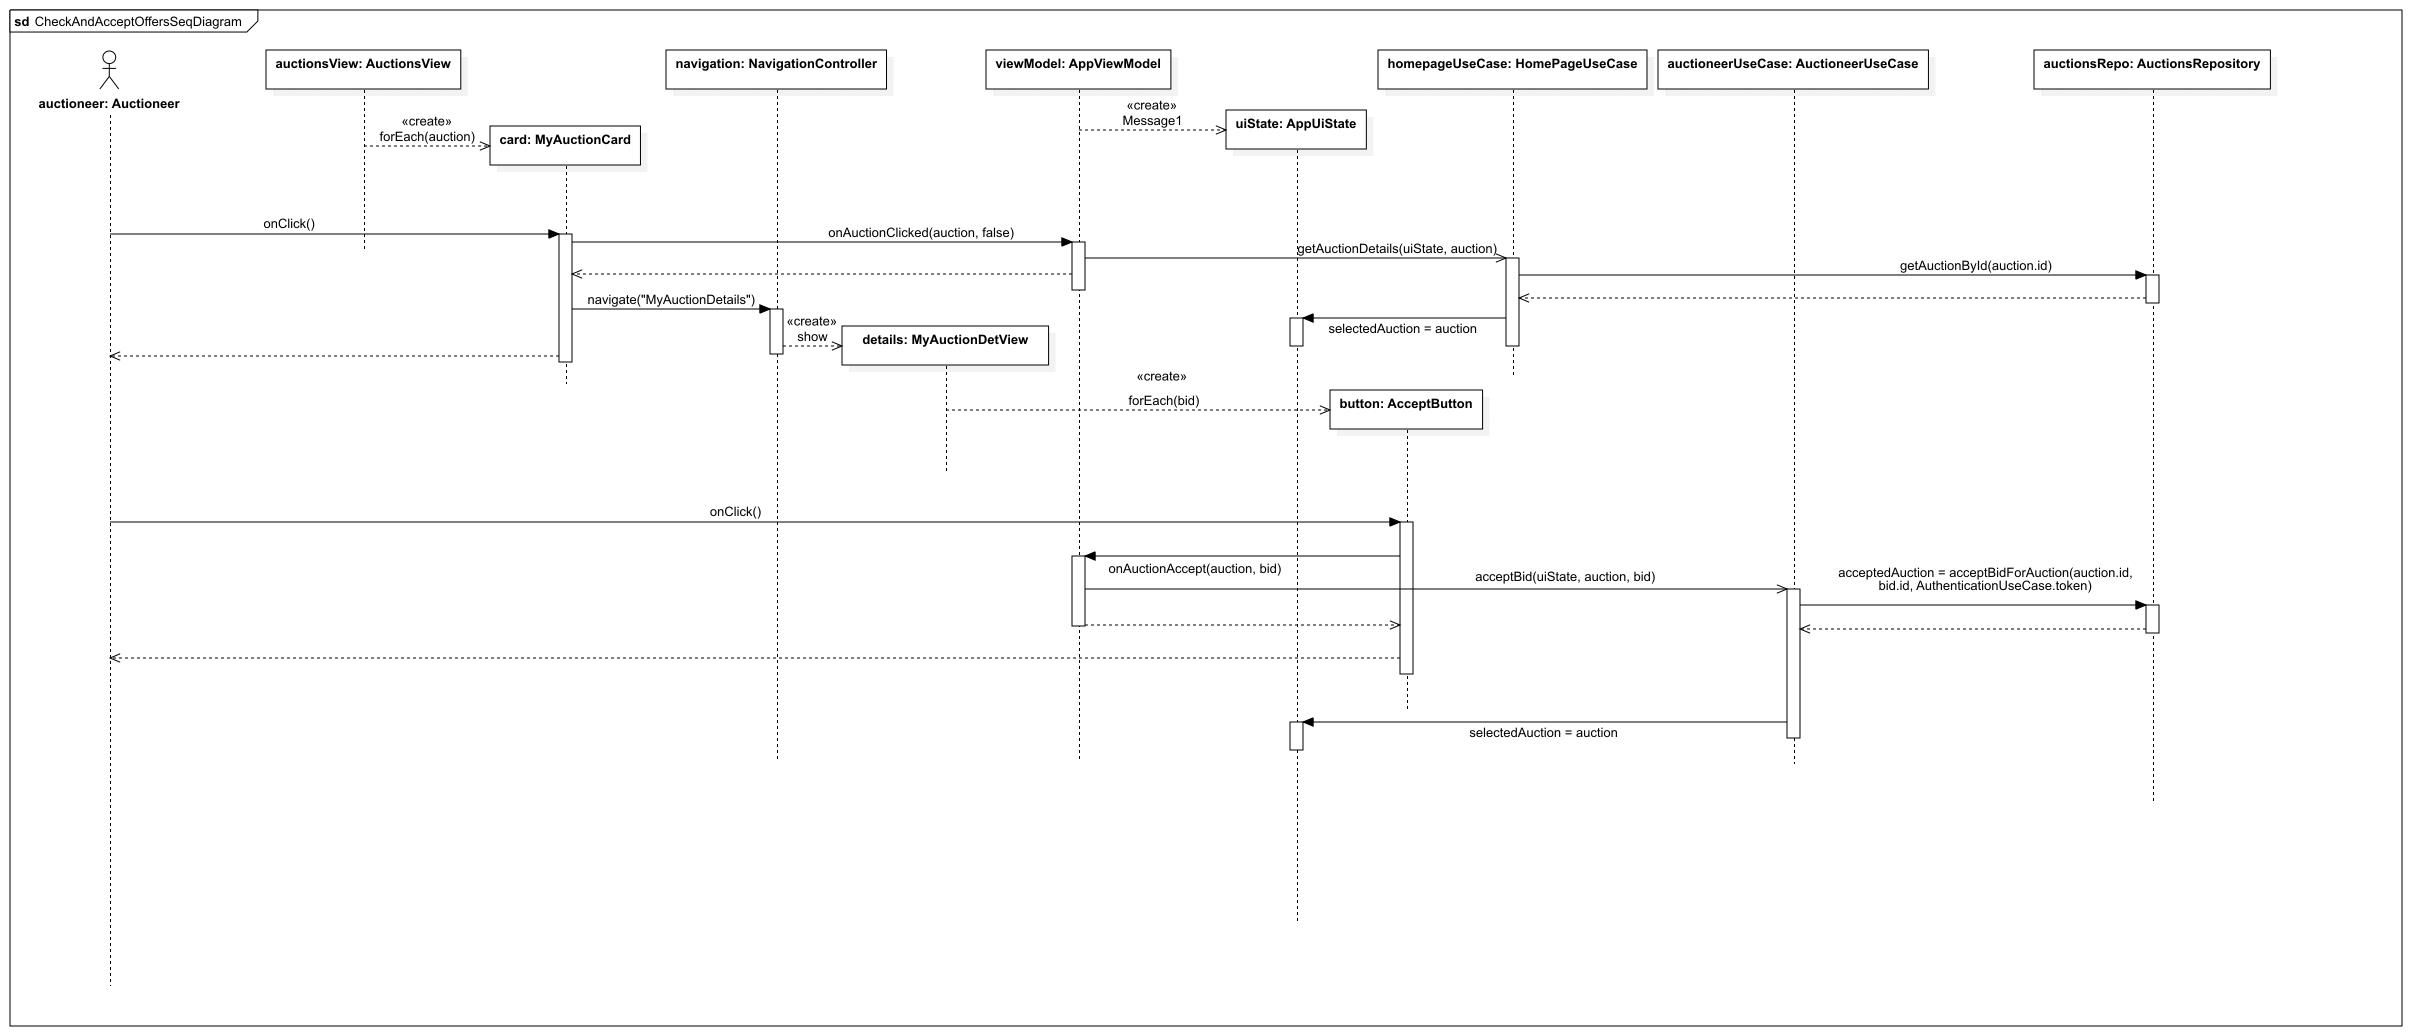 sd CheckAndAcceptOffersSeqDiagram
auctioneer: Auctioneer
auctionsView: AuctionsView
navigation: NavigationController
viewModel: AppViewModel
homepageUseCase: HomePageUseCase
auctioneerUseCase: AuctioneerUseCase
auctionsRepo: AuctionsRepository
«create»
Message1
uiState: AppUiState
«create»
forEach(auction)
card: MyAuctionCard
onClick()
onAuctionClicked(auction, false)
getAuctionDetails(uiState, auction)
getAuctionById(auction.id)
navigate("MyAuctionDetails")
«create»
show
details: MyAuctionDetView
selectedAuction = auction
«create»
forEach(bid)
button: AcceptButton
onClick()
onAuctionAccept(auction, bid)
acceptBid(uiState, auction, bid)
acceptedAuction = acceptBidForAuction(auction.id,
bid.id, AuthenticationUseCase.token)
selectedAuction = auction